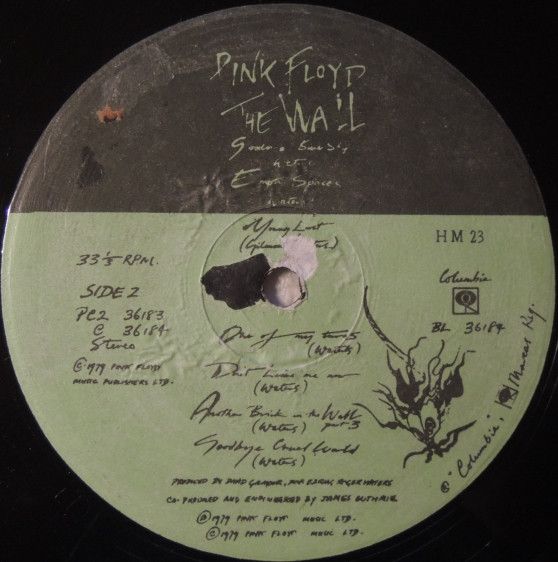 PINK FLOYD
THE WALL
Goodbye Blue Sky
Empty Spaces
Young Lust
(Gilmour, Waters)
HM 23
33⅓ RPM.
Columbia
SIDE 2
PC2 36183
C 36184
BL 36184
Stereo
One of my turns
(Waters)
℗ 1979 PINK FLOYD
MUSIC PUBLISHERS LTD.
Don't Leave me now
(Waters)
Another Brick in the Wall
part 3
(Waters)
Goodbye Cruel World
(Waters)
® "Columbia", Marcas Reg.
PRODUCED BY DAVID GILMOUR, BOB EZRIN & ROGER WATERS
CO-PRODUCED AND ENGINEERED BY JAMES GUTHRIE
℗ 1979 PINK FLOYD MUSIC LTD.
© 1979 PINK FLOYD MUSIC LTD.